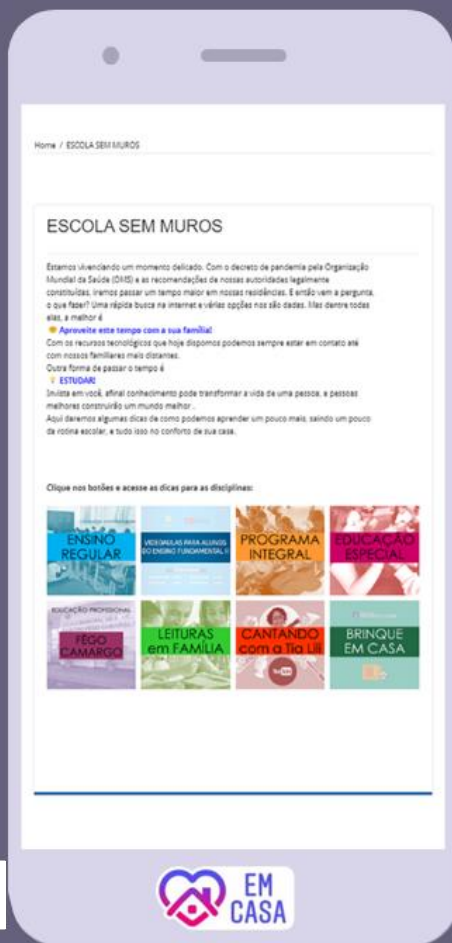 Home / ESCOLA SEM MUROS
ESCOLA SEM MUROS
Estamos vivenciando um momento delicado. Com o decreto de pandemia pela Organização
Mundial da Saúde (OMS) e as recomendações de nossas autoridades legalmente
constituídas, iremos passar um tempo maior em nossas residências. E então vem a pergunta,
o que fazer? Uma rápida busca na internet e várias opções nos são dadas. Mas dentre todas
elas, a melhor é
Aproveite este tempo com a sua família!
Com os recursos tecnológicos que hoje dispomos podemos sempre estar em contato até
com nossos familiares mais distantes.
Outra forma de passar o tempo é
ESTUDAR!
Invista em você, afinal conhecimento pode transformar a vida de uma pessoa, e pessoas
melhores construirão um mundo melhor .
Aqui daremos algumas dicas de como podemos aprender um pouco mais, saindo um pouco
da rotina escolar, e tudo isso no conforto de sua casa.
Clique nos botões e acesse as dicas para as disciplinas:
ENSINO
REGULAR
VIDEOAULAS PARA ALUNOS
DO ENSINO FUNDAMENTAL II
PROGRAMA
INTEGRAL
EDUCAÇÃO
ESPECIAL
EDUCAÇÃO PROFISSIONAL
FÊGO
CAMARGO
LEITURAS
em FAMÍLIA
CANTANDO
com a Tia Lili
BRINQUE
EM CASA
EM
CASA